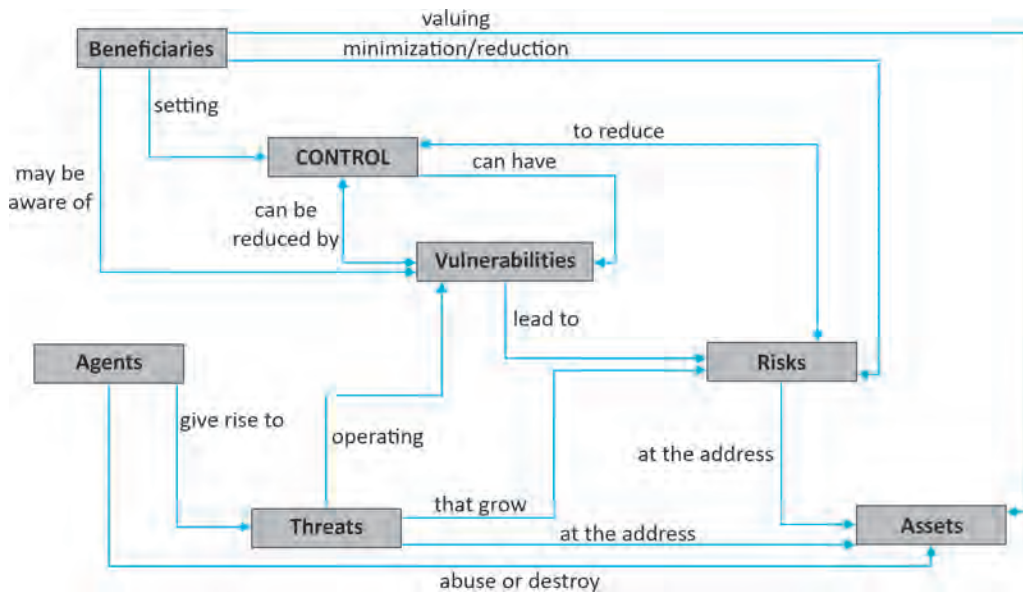 valuing
Beneficiaries
minimization/reduction
setting
to reduce
CONTROL
can have
may be
aware of
can be
reduced by
Vulnerabilities
lead to
Agents
Risks
give rise to
operating
at the address
that grow
Threats
at the address
Assets
abuse or destroy